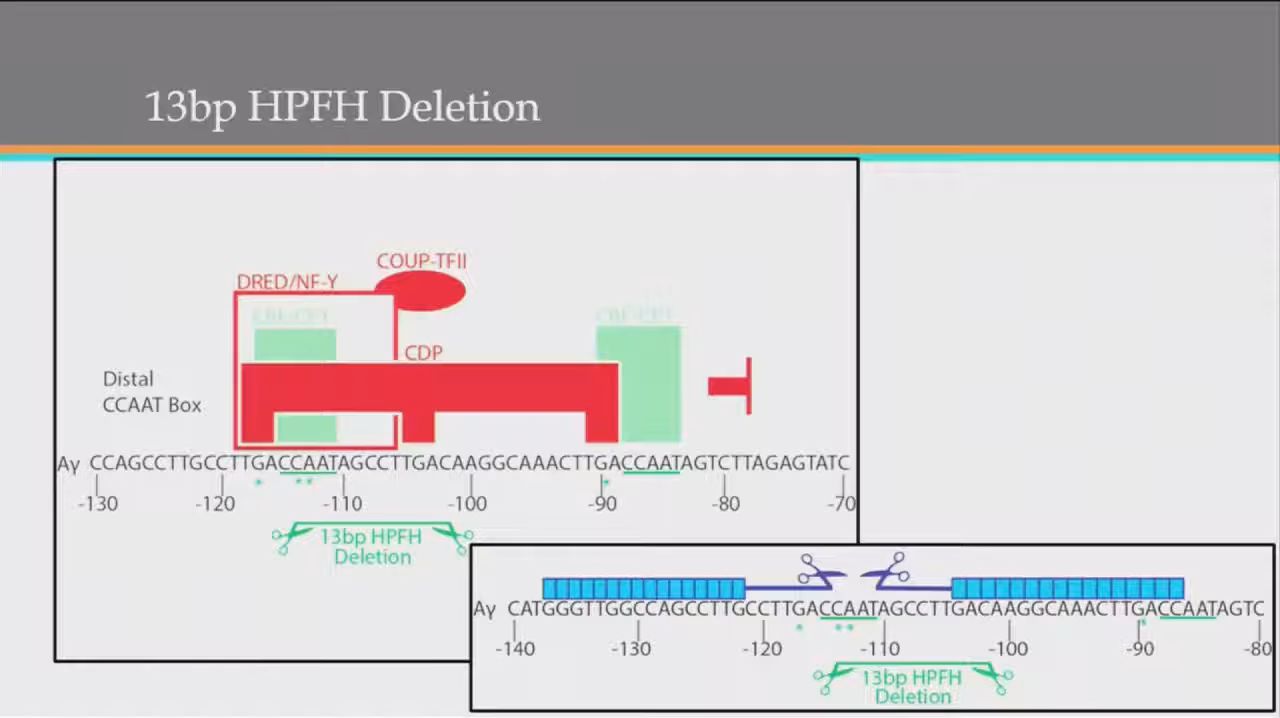 13bp HPFH Deletion
COUP-TFII
DRED/NF-Y
CDP
Distal
CCAAT Box
Aγ CCAGCCTTGCCTTGACCAATAGCCTTGACAAGGCAAACTTGACCAATAGTCTTAGAGTATC
* ** *
-130 -120 -110 -100 -90 -80 -70
13bp HPFH
Deletion
Aγ CATGGGTTGGCCAGCCTTGCCTTGACCAATAGCCTTGACAAGGCAAACTTGACCAATAGTC
* ** *
-140 -130 -120 -110 -100 -90 -80
13bp HPFH
Deletion